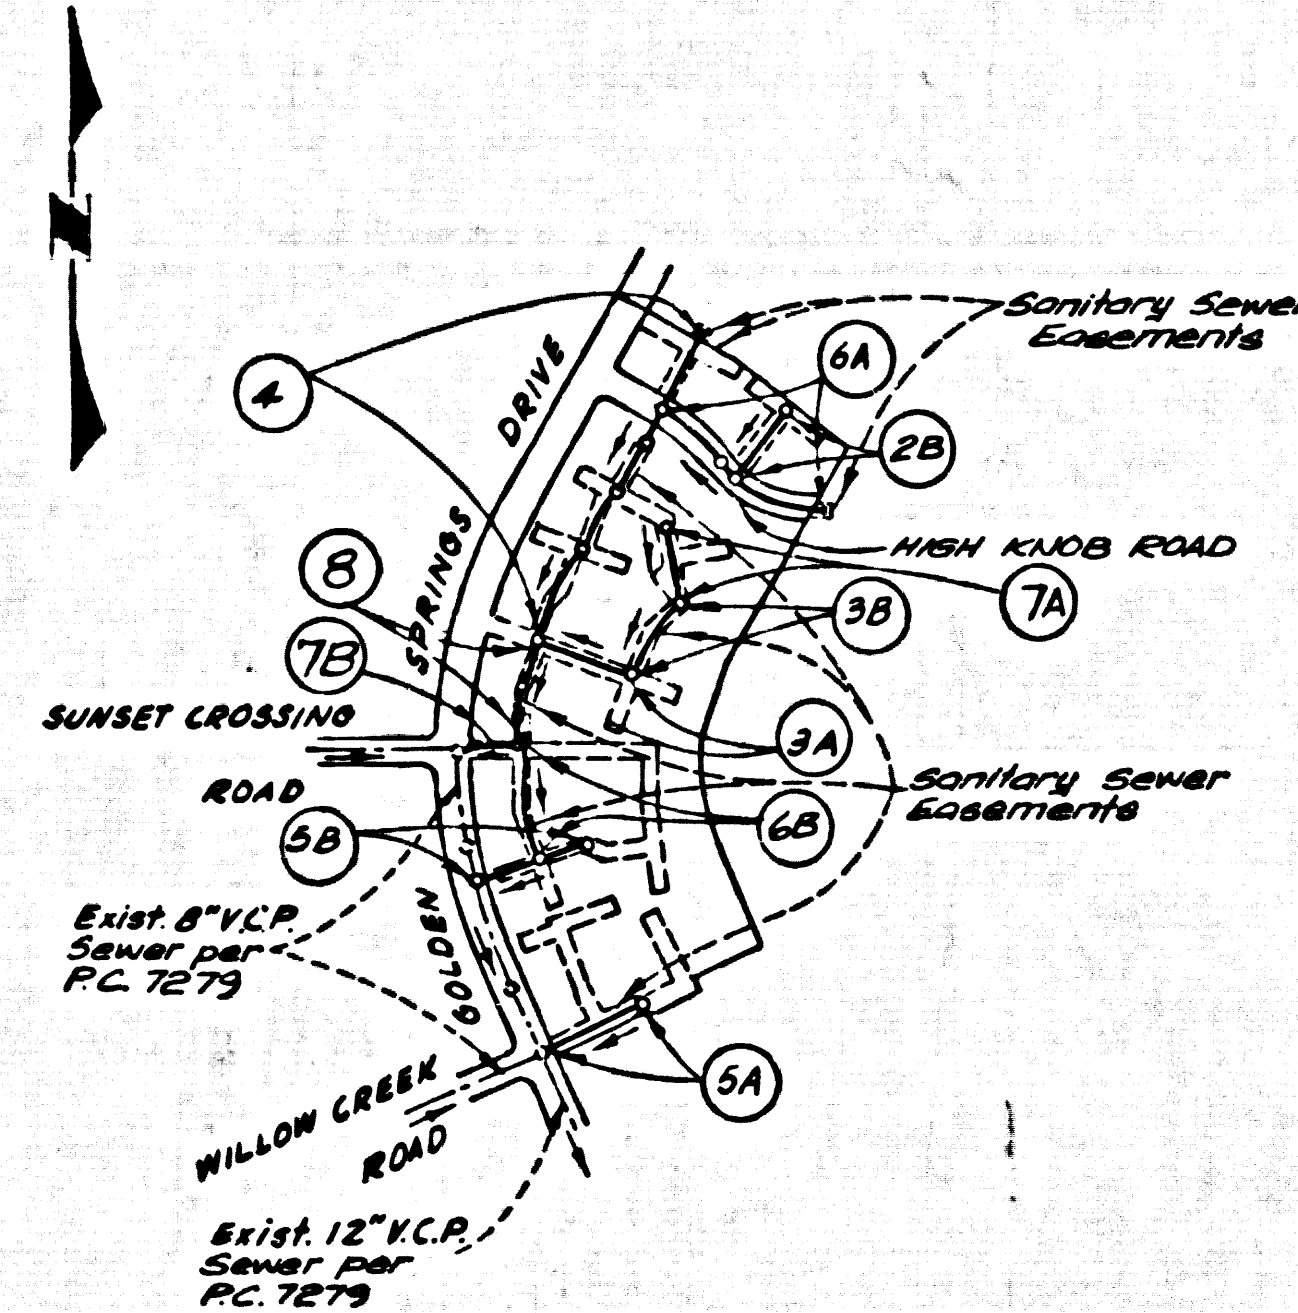 N
Sanitary Sewer
Easements
4
6A
DRIVE
2B
HIGH KNOB ROAD
8
SPRINGS
7A
3B
7B
SUNSET CROSSING
3A
ROAD
Sanitary Sewer
Easements
5B
6B
Exist. 8" V.C.P.
Sewer per
P.C. 7279
GOLDEN
5A
WILLOW CREEK
ROAD
Exist. 12" V.C.P.
Sewer per
P.C. 7279